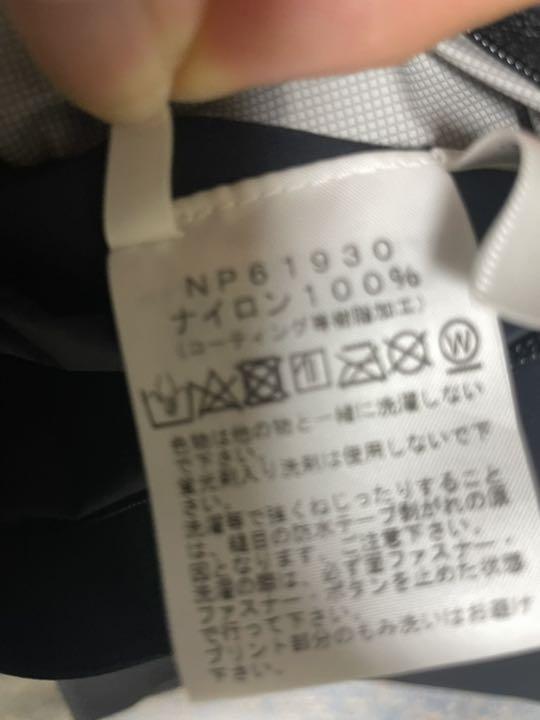 NP61930
ナイロン100%
(コーティング等樹脂加工)
W
色物は他の物と一緒に洗濯しない
で下さい。
蛍光剤入り洗剤は使用しないで下
さい。
洗濯等で強くねじったりすること
は、縫目の防水テープ剥がれの原
因になります。ご注意下さい。
洗濯の際は、必ず全ファスナー、
フファスナー、ボタンを止めた状態
で行って下さい。
プリント部分のもみ洗いはお避け
下さい。